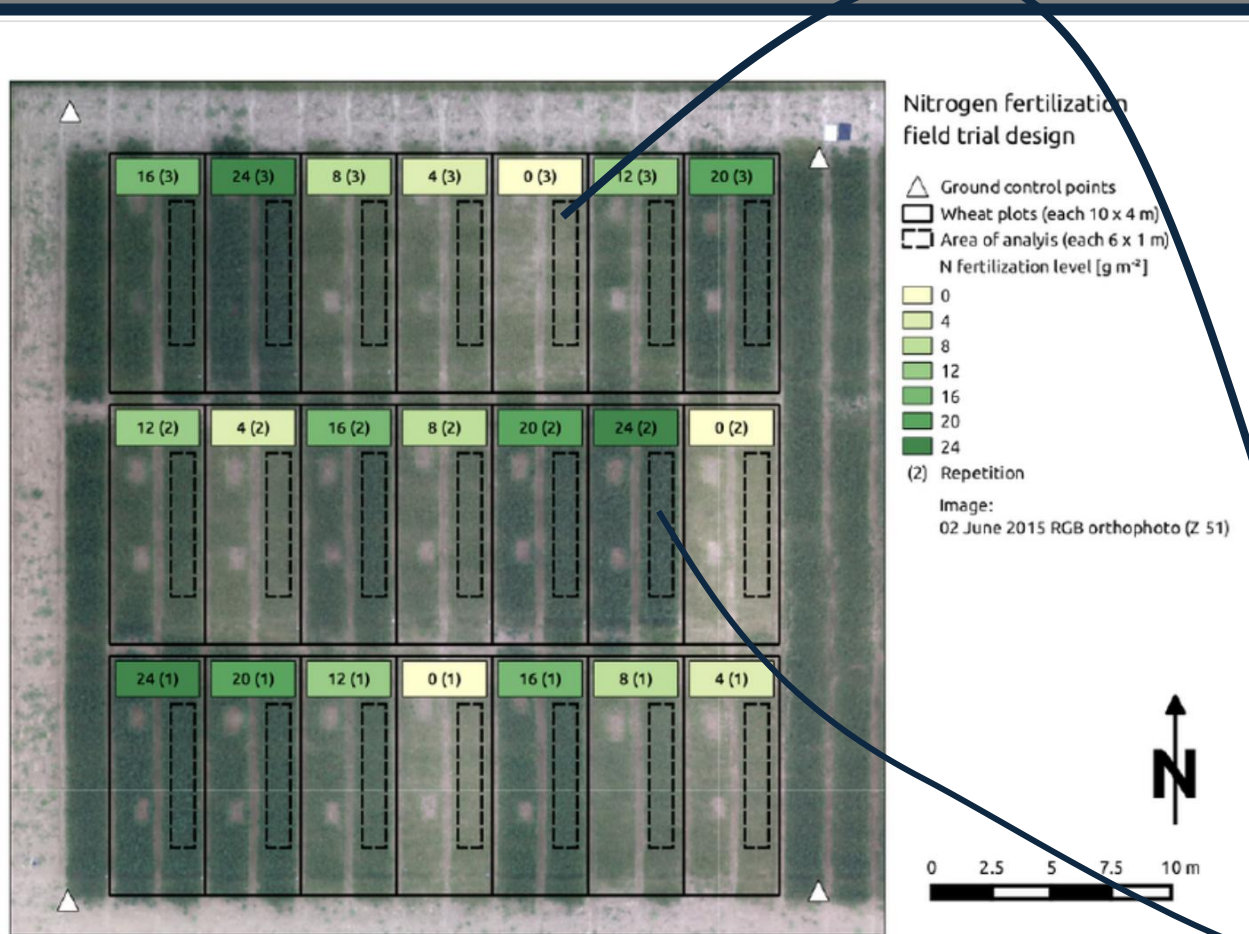 Nitrogen fertilization
field trial design
Ground control points
Wheat plots (each 10 x 4 m)
Area of analyis (each 6 x 1 m)
N fertilization level [g m⁻²]
0
4
8
12
16
20
24
(2) Repetition
Image:
02 June 2015 RGB orthophoto (Z 51)
16 (3) 24 (3) 8 (3) 4 (3) 0 (3) 12 (3) 20 (3)
12 (2) 4 (2) 16 (2) 8 (2) 20 (2) 24 (2) 0 (2)
24 (1) 20 (1) 12 (1) 0 (1) 16 (1) 8 (1) 4 (1)
N
0 2.5 5 7.5 10 m